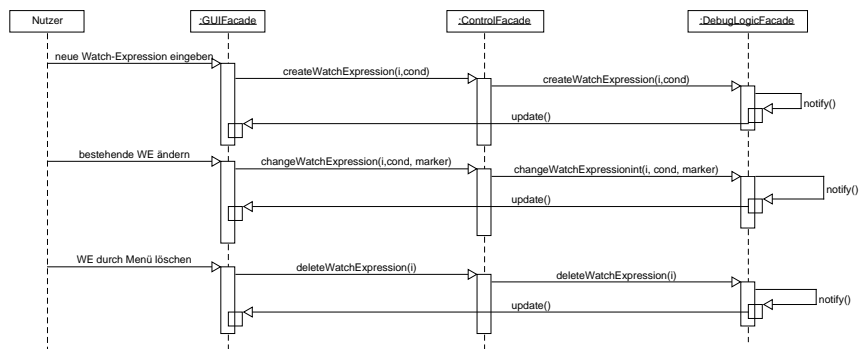 Nutzer
:GUIFacade
:ControlFacade
:DebugLogicFacade
neue Watch-Expression eingeben
createWatchExpression(i,cond)
createWatchExpression(i,cond)
notify()
update()
bestehende WE ändern
changeWatchExpression(i,cond, marker)
changeWatchExpressionint(i, cond, marker)
notify()
update()
WE durch Menü löschen
deleteWatchExpression(i)
deleteWatchExpression(i)
notify()
update()